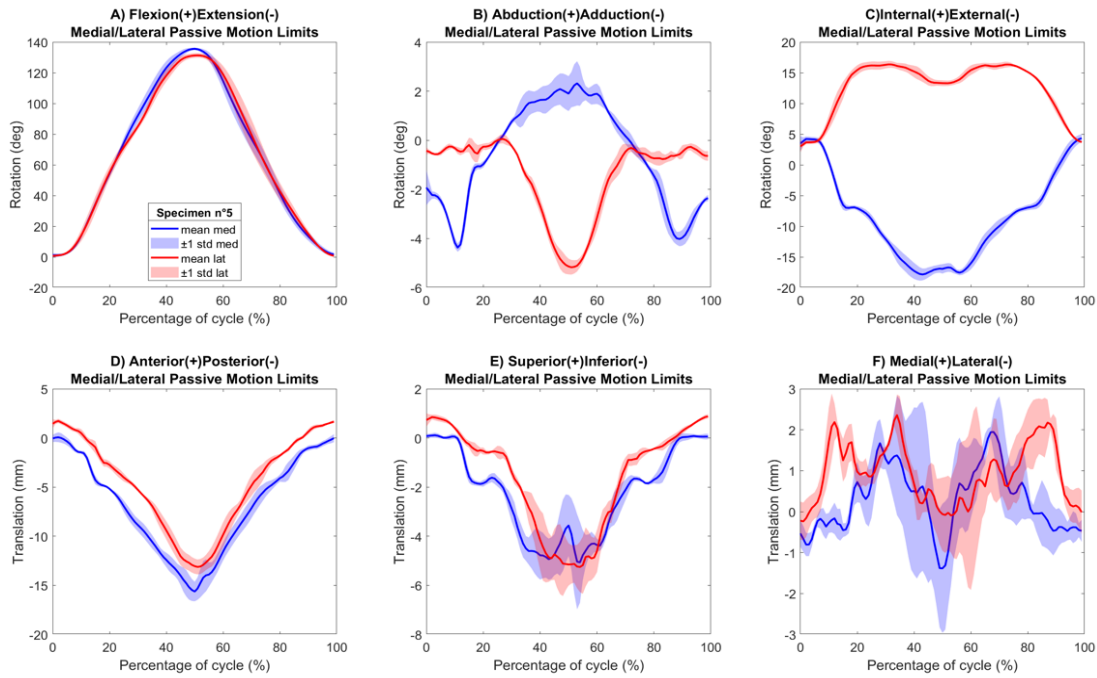 A) Flexion(+)Extension(-)
Medial/Lateral Passive Motion Limits
Rotation (deg)
140
120
100
80
60
40
20
0
-20
0 20 40 60 80 100
Percentage of cycle (%)
Specimen n°5
mean med
±1 std med
mean lat
±1 std lat
B) Abduction(+)Adduction(-)
Medial/Lateral Passive Motion Limits
Rotation (deg)
4
2
0
-2
-4
-6
0 20 40 60 80 100
Percentage of cycle (%)
C)Internal(+)External(-)
Medial/Lateral Passive Motion Limits
Rotation (deg)
20
15
10
5
0
-5
-10
-15
-20
0 20 40 60 80 100
Percentage of cycle (%)
D) Anterior(+)Posterior(-)
Medial/Lateral Passive Motion Limits
Translation (mm)
5
0
-5
-10
-15
-20
0 20 40 60 80 100
Percentage of cycle (%)
E) Superior(+)Inferior(-)
Medial/Lateral Passive Motion Limits
Translation (mm)
2
0
-2
-4
-6
-8
0 20 40 60 80 100
Percentage of cycle (%)
F) Medial(+)Lateral(-)
Medial/Lateral Passive Motion Limits
Translation (mm)
3
2
1
0
-1
-2
-3
0 20 40 60 80 100
Percentage of cycle (%)